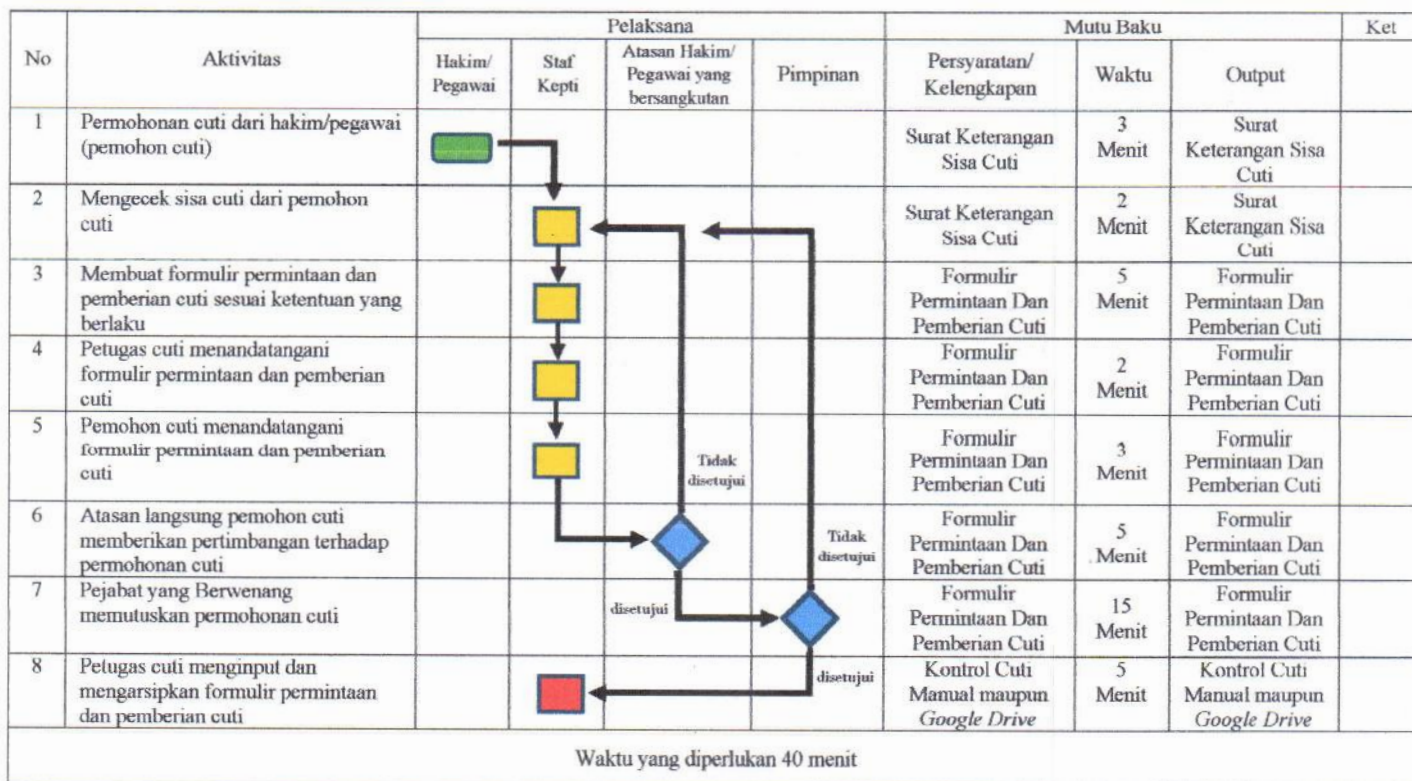 Pelaksana
Mutu Baku
Ket
No
Aktivitas
Hakim/
Pegawai
Staf
Kepti
Atasan Hakim/
Pegawai yang
bersangkutan
Pimpinan
Persyaratan/
Kelengkapan
Waktu
Output
1
Permohonan cuti dari hakim/pegawai
(pemohon cuti)
Surat Keterangan
Sisa Cuti
3
Menit
Surat
Keterangan Sisa
Cuti
2
Mengecek sisa cuti dari pemohon
cuti
Surat Keterangan
Sisa Cuti
2
Menit
Surat
Keterangan Sisa
Cuti
3
Membuat formulir permintaan dan
pemberian cuti sesuai ketentuan yang
berlaku
Formulir
Permintaan Dan
Pemberian Cuti
5
Menit
Formulir
Permintaan Dan
Pemberian Cuti
4
Petugas cuti menandatangani
formulir permintaan dan pemberian
cuti
Formulir
Permintaan Dan
Pemberian Cuti
2
Menit
Formulir
Permintaan Dan
Pemberian Cuti
5
Pemohon cuti menandatangani
formulir permintaan dan pemberian
cuti
Tidak
disetujui
Formulir
Permintaan Dan
Pemberian Cuti
3
Menit
Formulir
Permintaan Dan
Pemberian Cuti
6
Atasan langsung pemohon cuti
memberikan pertimbangan terhadap
permohonan cuti
Tidak
disetujui
Formulir
Permintaan Dan
Pemberian Cuti
5
Menit
Formulir
Permintaan Dan
Pemberian Cuti
7
Pejabat yang Berwenang
memutuskan permohonan cuti
disetujui
Formulir
Permintaan Dan
Pemberian Cuti
15
Menit
Formulir
Permintaan Dan
Pemberian Cuti
8
Petugas cuti menginput dan
mengarsipkan formulir permintaan
dan pemberian cuti
disetujui
Kontrol Cuti
Manual maupun
Google Drive
5
Menit
Kontrol Cuti
Manual maupun
Google Drive
Waktu yang diperlukan 40 menit